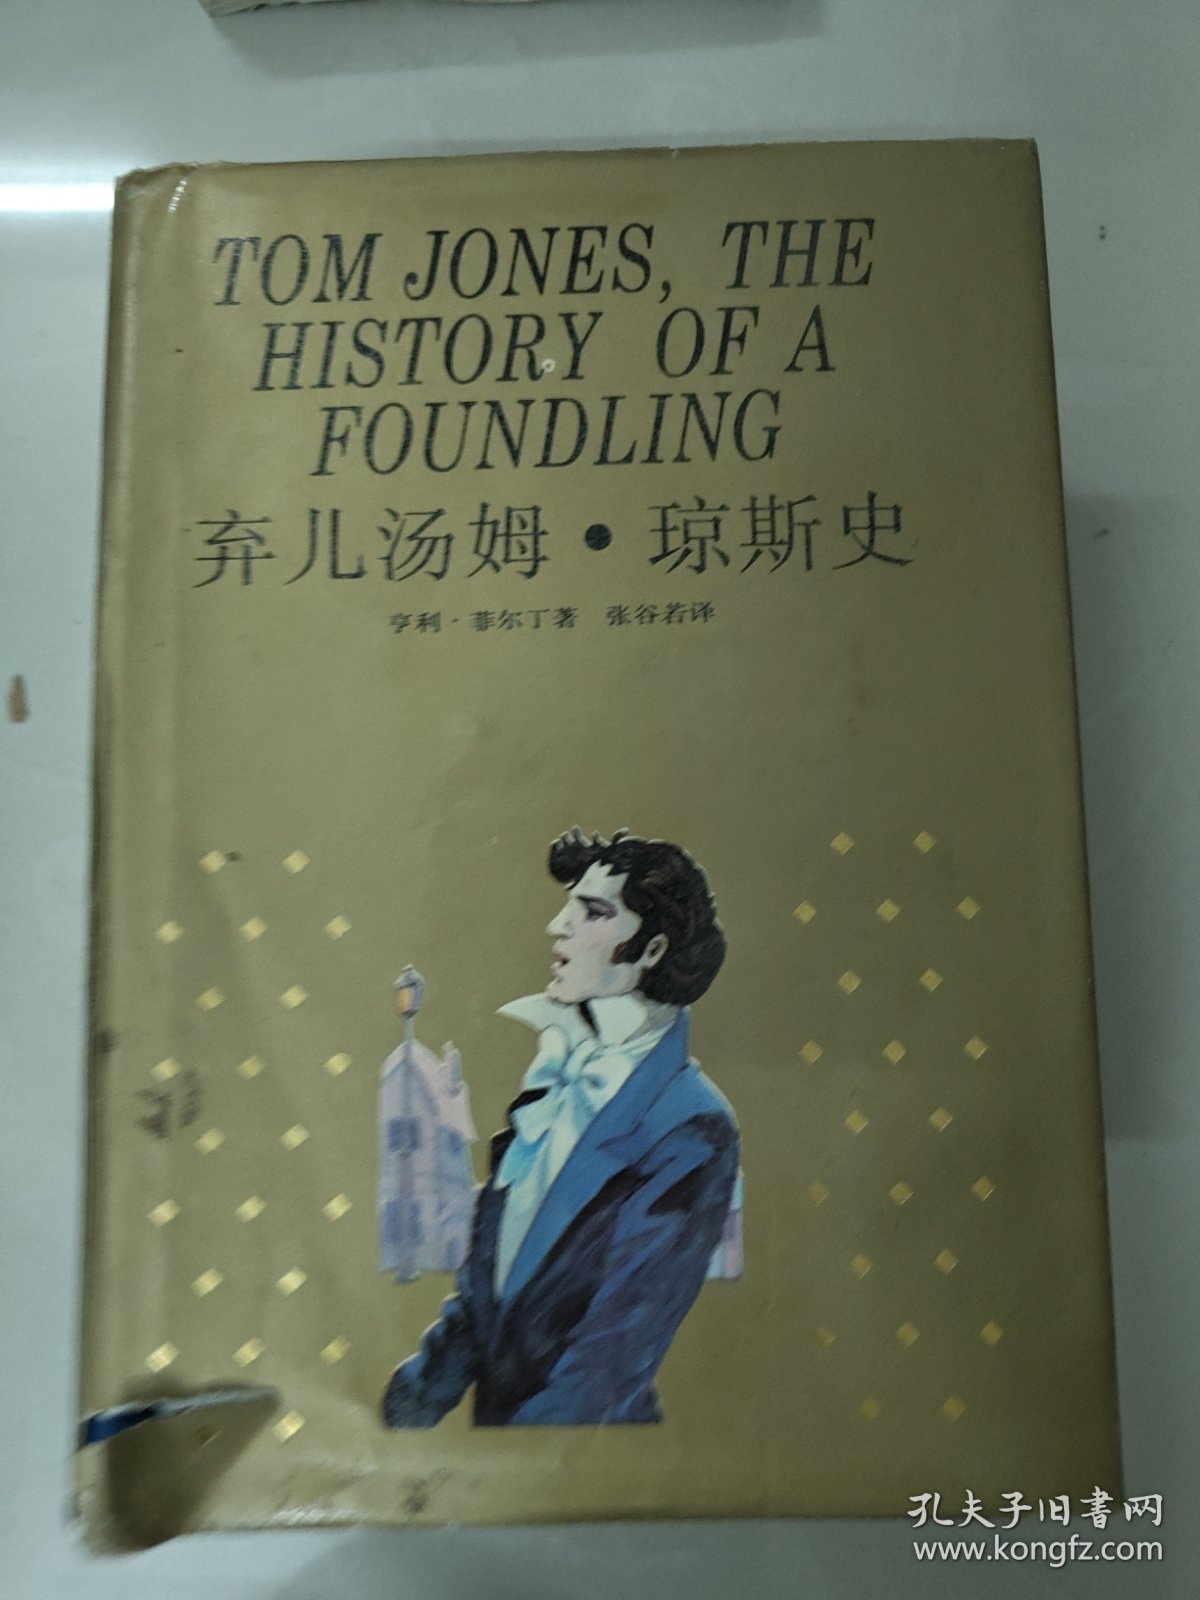 TOM JONES, THE
HISTORY OF A
FOUNDLING
弃儿汤姆·琼斯史
亨利·菲尔丁著 张谷若译
孔夫子旧書网
www.kongfz.com